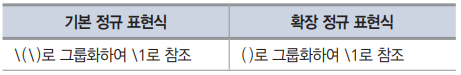 기본 정규 표현식 확장 정규 표현식
\(\)로 그룹화하여 \1로 참조 ()로 그룹화하여 \1로 참조